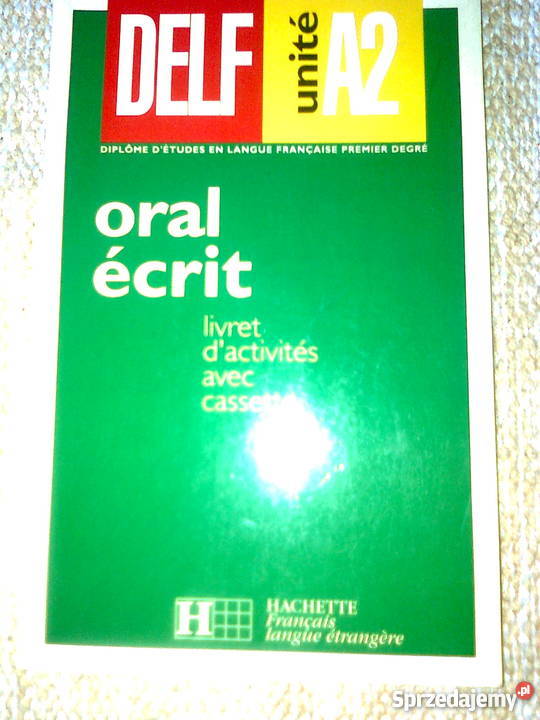 DELF unité A2
DIPLÔME D'ÉTUDES EN LANGUE FRANÇAISE PREMIER DEGRÉ
oral
écrit
livret
d'activités
avec
cassette
H
HACHETTE
Français
langue étrangère
Sprzedajemy.pl